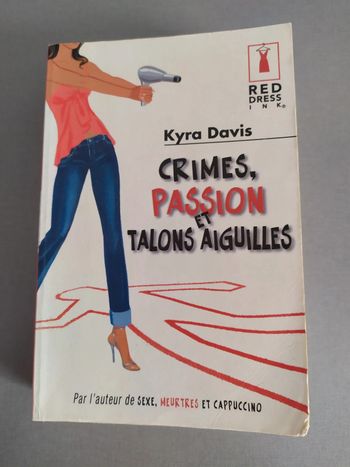 RED
DRESS
INK®
Kyra Davis
CRIMES,
PASSION
ET
TALONS AIGUILLES
Par l'auteur de SEXE, MEURTRES ET CAPPUCCINO